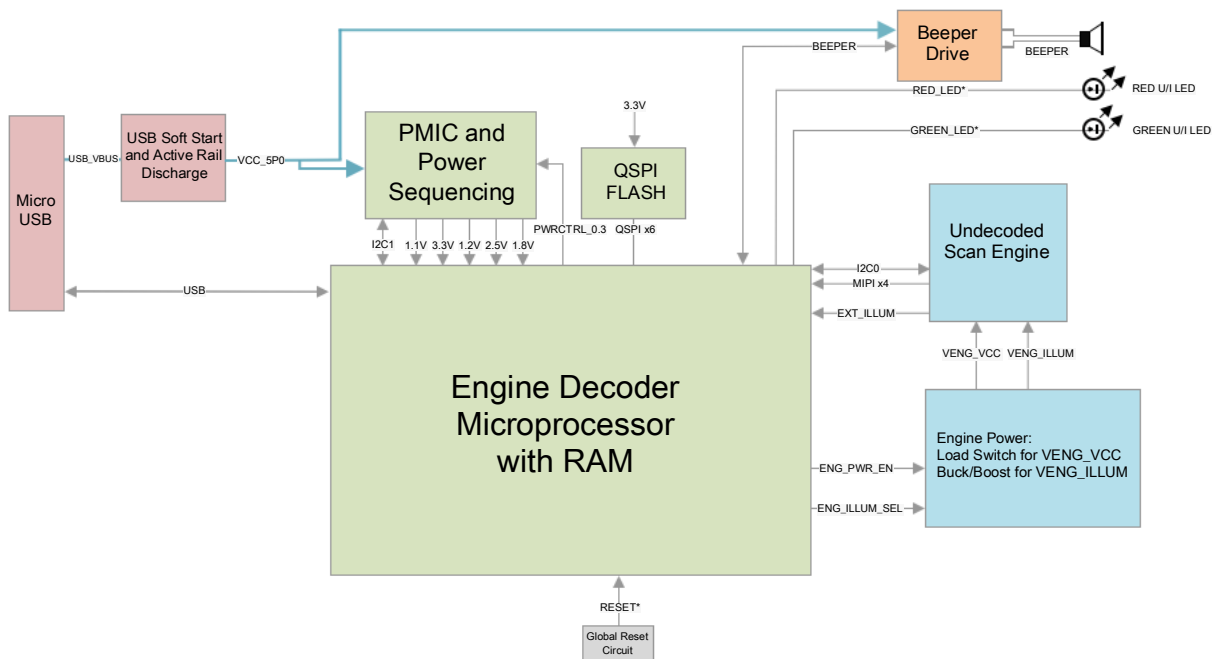 BEEPER
Beeper
Drive
BEEPER
RED_LED*
RED U/I LED
GREEN_LED*
GREEN U/I LED
3.3V
USB Soft Start
and Active Rail
Discharge
USB_VBUS
VCC_5P0
PMIC and
Power
Sequencing
QSPI
FLASH
Micro
USB
I2C1
1.1V
3.3V
1.2V
2.5V
1.8V
PWRCTRL_0.3
QSPI x6
Undecoded
Scan Engine
I2C0
MIPI x4
EXT_ILLUM
USB
VENG_VCC
VENG_ILLUM
Engine Decoder
Microprocessor
with RAM
Engine Power:
Load Switch for VENG_VCC
Buck/Boost for VENG_ILLUM
ENG_PWR_EN
ENG_ILLUM_SEL
RESET*
Global Reset
Circuit